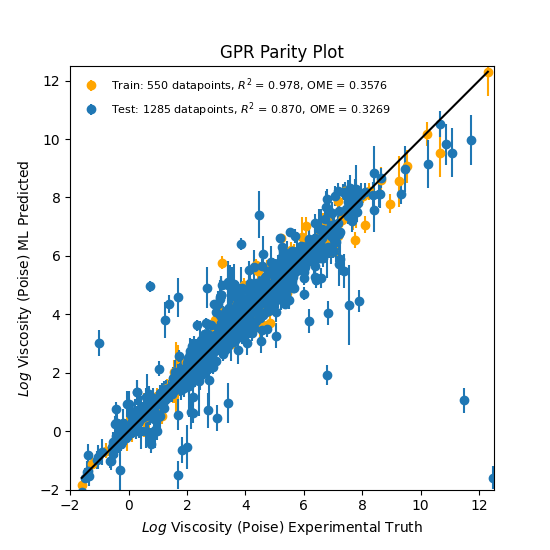 GPR Parity Plot
Train: 550 datapoints, R² = 0.978, OME = 0.3576
Test: 1285 datapoints, R² = 0.870, OME = 0.3269
Log Viscosity (Poise) ML Predicted
12
10
8
6
4
2
0
−2
−2 0 2 4 6 8 10 12
Log Viscosity (Poise) Experimental Truth